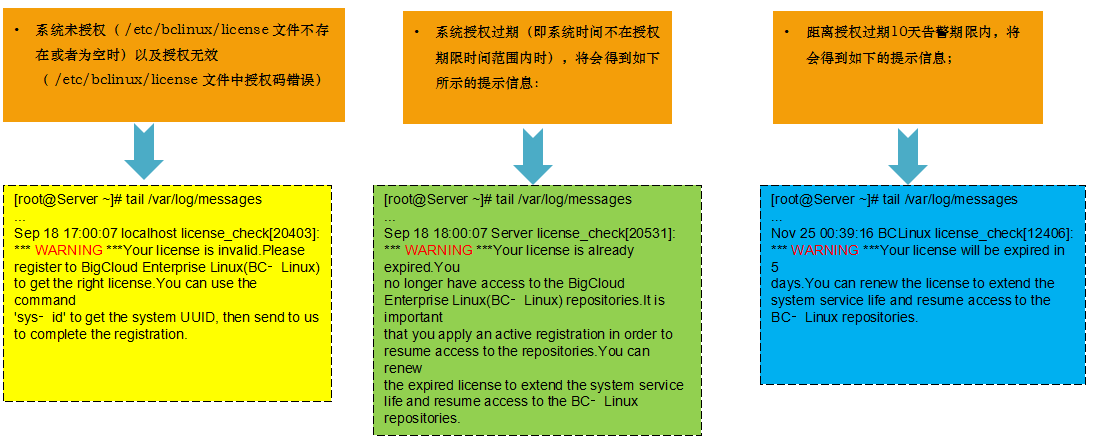 • 系统未授权（ /etc/bclinux/license 文件不存
在或者为空时）以及授权无效
（ /etc/bclinux/license 文件中授权码错误）
• 系统授权过期（即系统时间不在授权
期限时间范围内时），将会得到如下
所示的提示信息：
• 距离授权过期10天告警期限内，将
会得到如下的提示信息；
[root@Server ~]# tail /var/log/messages
...
Sep 18 17:00:07 localhost license_check[20403]:
*** WARNING ***Your license is invalid.Please
register to BigCloud Enterprise Linux(BC-Linux)
to get the right license.You can use the
command
'sys-id' to get the system UUID, then send to us
to complete the registration.
[root@Server ~]# tail /var/log/messages
...
Sep 18 18:00:07 Server license_check[20531]:
*** WARNING ***Your license is already
expired.You
no longer have access to the BigCloud
Enterprise Linux(BC-Linux) repositories.It is
important
that you apply an active registration in order to
resume access to the repositories.You can
renew
the expired license to extend the system service
life and resume access to the BC-Linux
repositories.
[root@Server ~]# tail /var/log/messages
...
Nov 25 00:39:16 BCLinux license_check[12406]:
*** WARNING ***Your license will be expired in
5
days.You can renew the license to extend the
system service life and resume access to the
BC-Linux repositories.